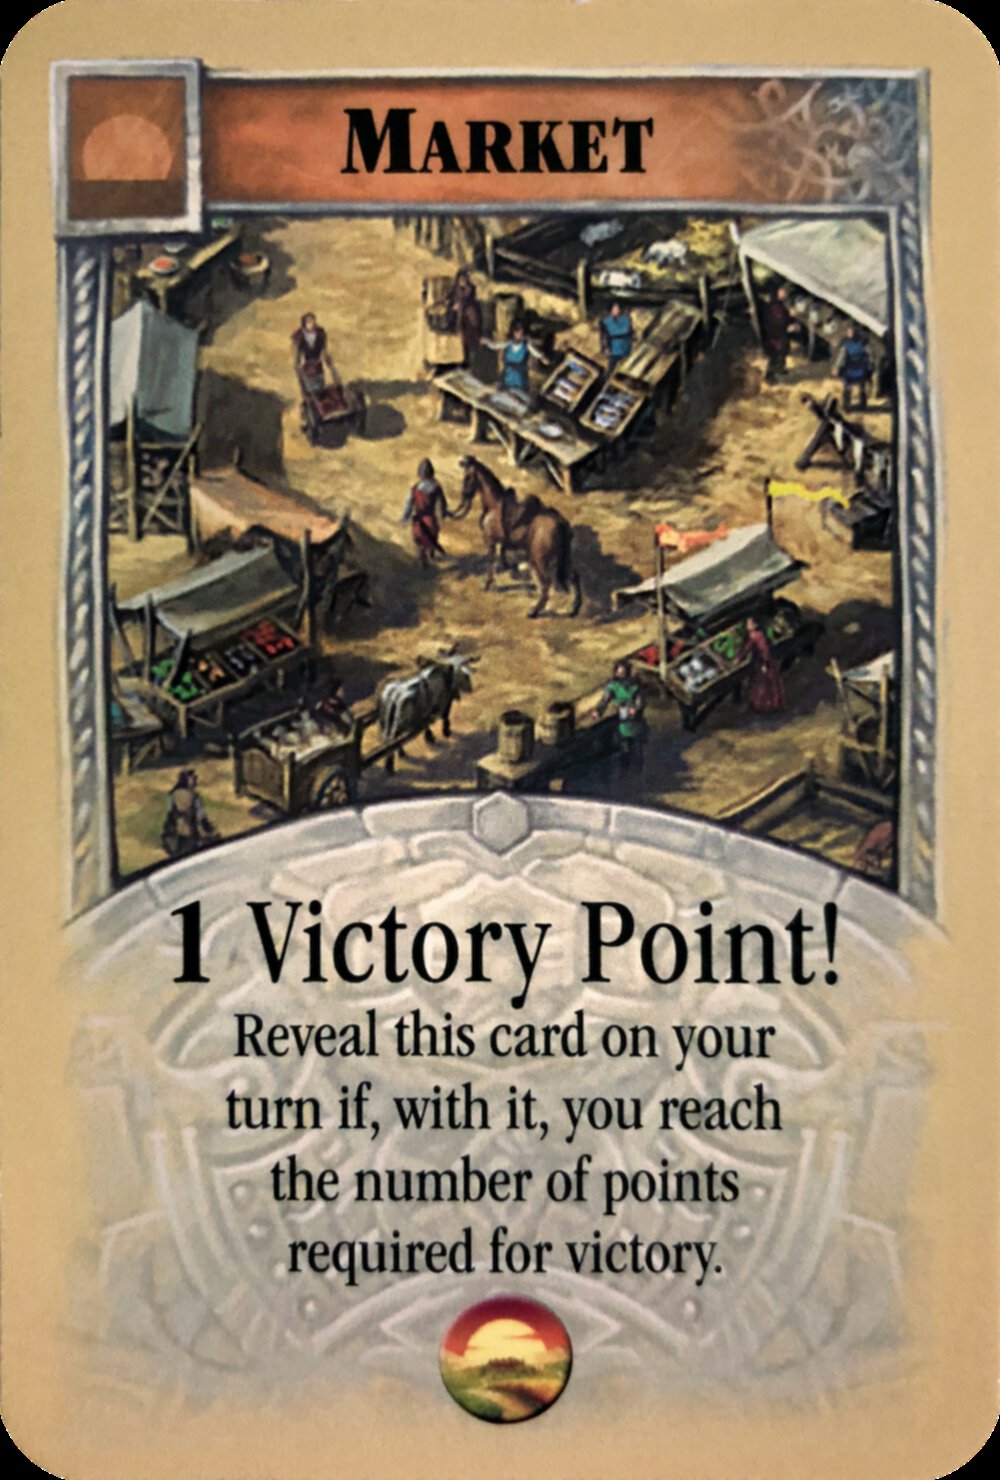 MARKET
1 Victory Point!
Reveal this card on your
turn if, with it, you reach
the number of points
required for victory.